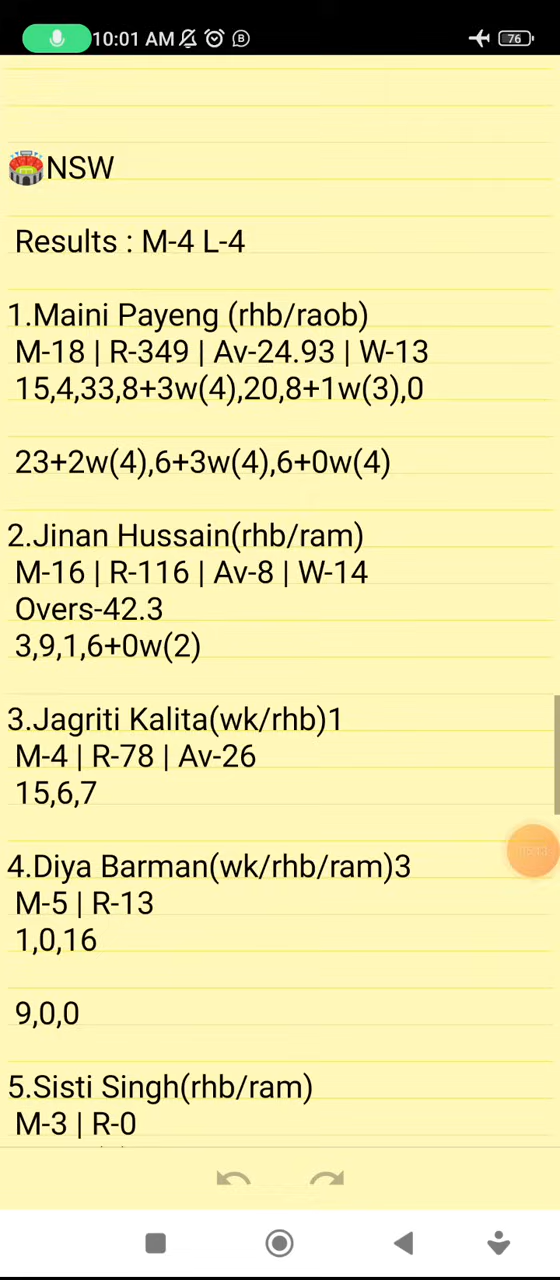 10:01 AM
76
NSW
Results : M-4 L-4
1.Maini Payeng (rhb/raob)
M-18 | R-349 | Av-24.93 | W-13
15,4,33,8+3w(4),20,8+1w(3),0
23+2w(4),6+3w(4),6+0w(4)
2.Jinan Hussain(rhb/ram)
M-16 | R-116 | Av-8 | W-14
Overs-42.3
3,9,1,6+0w(2)
3.Jagriti Kalita(wk/rhb)1
M-4 | R-78 | Av-26
15,6,7
4.Diya Barman(wk/rhb/ram)3
M-5 | R-13
1,0,16
9,0,0
5.Sisti Singh(rhb/ram)
M-3 | R-0